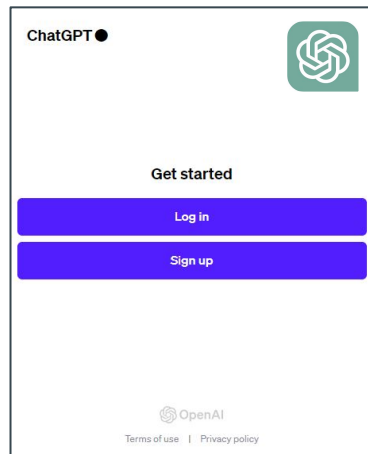 ChatGPT●
Get started
Log in
Sign up
OpenAI
Terms of use | Privacy policy